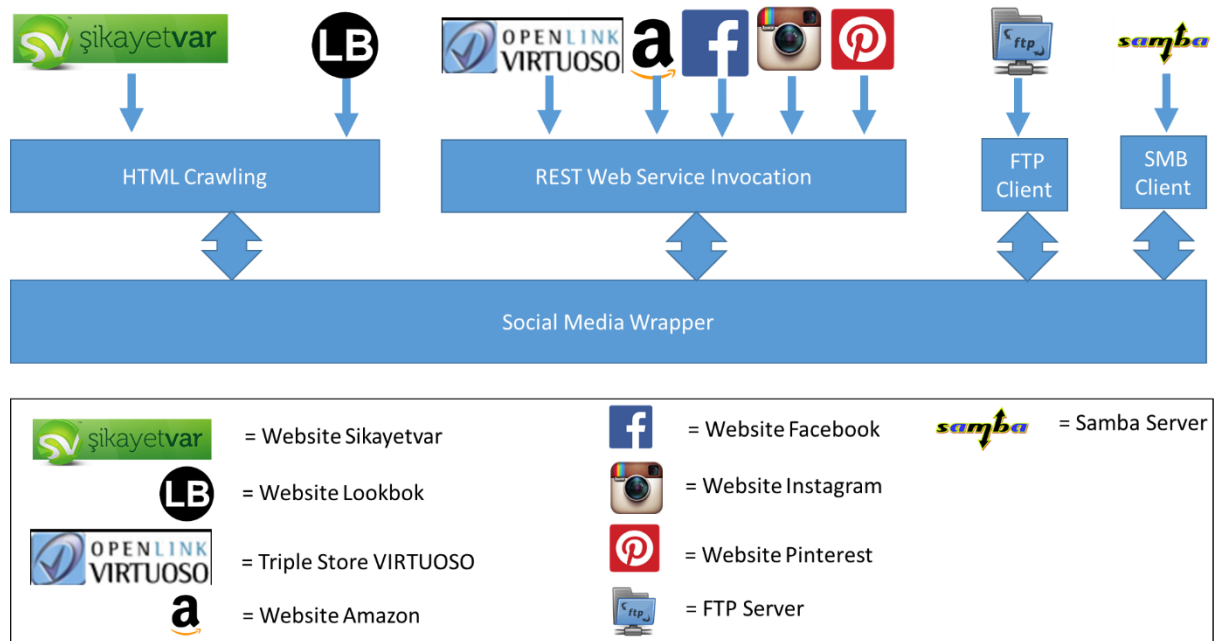 şikayetvar
LB
OPENLINK
VIRTUOSO
a
f
ftp
samba
HTML Crawling
REST Web Service Invocation
FTP
Client
SMB
Client
Social Media Wrapper
şikayetvar
= Website Sikayetvar
LB
= Website Lookbok
OPENLINK
VIRTUOSO
= Triple Store VIRTUOSO
a
= Website Amazon
f
= Website Facebook
= Website Instagram
= Website Pinterest
ftp
= FTP Server
samba
= Samba Server